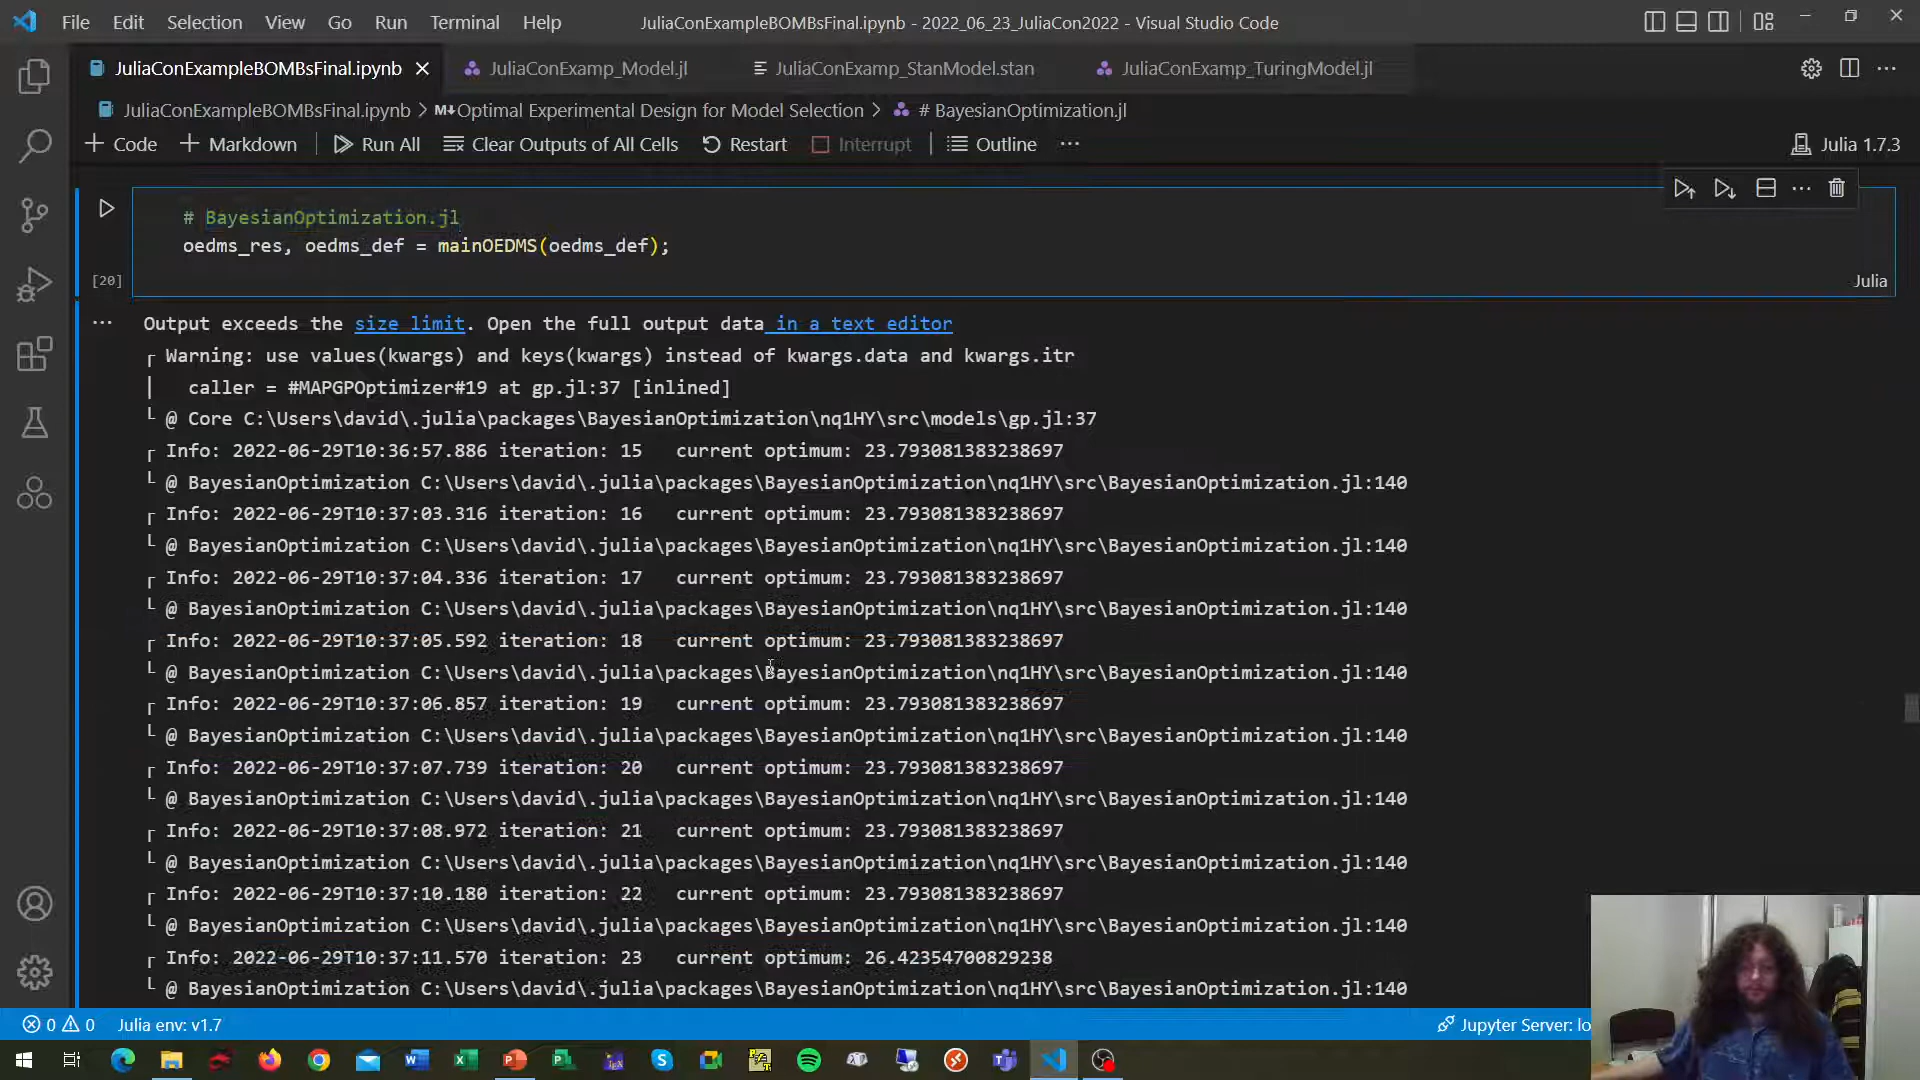 File Edit Selection View Go Run Terminal Help JuliaConExampleBOMBsFinal.ipynb - 2022_06_23_JuliaCon2022 - Visual Studio Code
JuliaConExampleBOMBsFinal.ipynb JuliaConExamp_Model.jl JuliaConExamp_StanModel.stan JuliaConExamp_TuringModel.jl
JuliaConExampleBOMBsFinal.ipynb > M↓Optimal Experimental Design for Model Selection > # BayesianOptimization.jl
+ Code + Markdown Run All Clear Outputs of All Cells Restart Interrupt Outline ... Julia 1.7.3
# BayesianOptimization.jl
oedms_res, oedms_def = mainOEDMS(oedms_def);
[20] Julia
Output exceeds the size limit. Open the full output data in a text editor
┌ Warning: use values(kwargs) and keys(kwargs) instead of kwargs.data and kwargs.itr
│   caller = #MAPGPOptimizer#19 at gp.jl:37 [inlined]
└ @ Core C:\Users\david\.julia\packages\BayesianOptimization\nq1HY\src\models\gp.jl:37
┌ Info: 2022-06-29T10:36:57.886 iteration: 15   current optimum: 23.793081383238697
└ @ BayesianOptimization C:\Users\david\.julia\packages\BayesianOptimization\nq1HY\src\BayesianOptimization.jl:140
┌ Info: 2022-06-29T10:37:03.316 iteration: 16   current optimum: 23.793081383238697
└ @ BayesianOptimization C:\Users\david\.julia\packages\BayesianOptimization\nq1HY\src\BayesianOptimization.jl:140
┌ Info: 2022-06-29T10:37:04.336 iteration: 17   current optimum: 23.793081383238697
└ @ BayesianOptimization C:\Users\david\.julia\packages\BayesianOptimization\nq1HY\src\BayesianOptimization.jl:140
┌ Info: 2022-06-29T10:37:05.592 iteration: 18   current optimum: 23.793081383238697
└ @ BayesianOptimization C:\Users\david\.julia\packages\BayesianOptimization\nq1HY\src\BayesianOptimization.jl:140
┌ Info: 2022-06-29T10:37:06.857 iteration: 19   current optimum: 23.793081383238697
└ @ BayesianOptimization C:\Users\david\.julia\packages\BayesianOptimization\nq1HY\src\BayesianOptimization.jl:140
┌ Info: 2022-06-29T10:37:07.739 iteration: 20   current optimum: 23.793081383238697
└ @ BayesianOptimization C:\Users\david\.julia\packages\BayesianOptimization\nq1HY\src\BayesianOptimization.jl:140
┌ Info: 2022-06-29T10:37:08.972 iteration: 21   current optimum: 23.793081383238697
└ @ BayesianOptimization C:\Users\david\.julia\packages\BayesianOptimization\nq1HY\src\BayesianOptimization.jl:140
┌ Info: 2022-06-29T10:37:10.180 iteration: 22   current optimum: 23.793081383238697
└ @ BayesianOptimization C:\Users\david\.julia\packages\BayesianOptimization\nq1HY\src\BayesianOptimization.jl:140
┌ Info: 2022-06-29T10:37:11.570 iteration: 23   current optimum: 26.42354700829238
└ @ BayesianOptimization C:\Users\david\.julia\packages\BayesianOptimization\nq1HY\src\BayesianOptimization.jl:140
0 0 Julia env: v1.7 Jupyter Server: lo